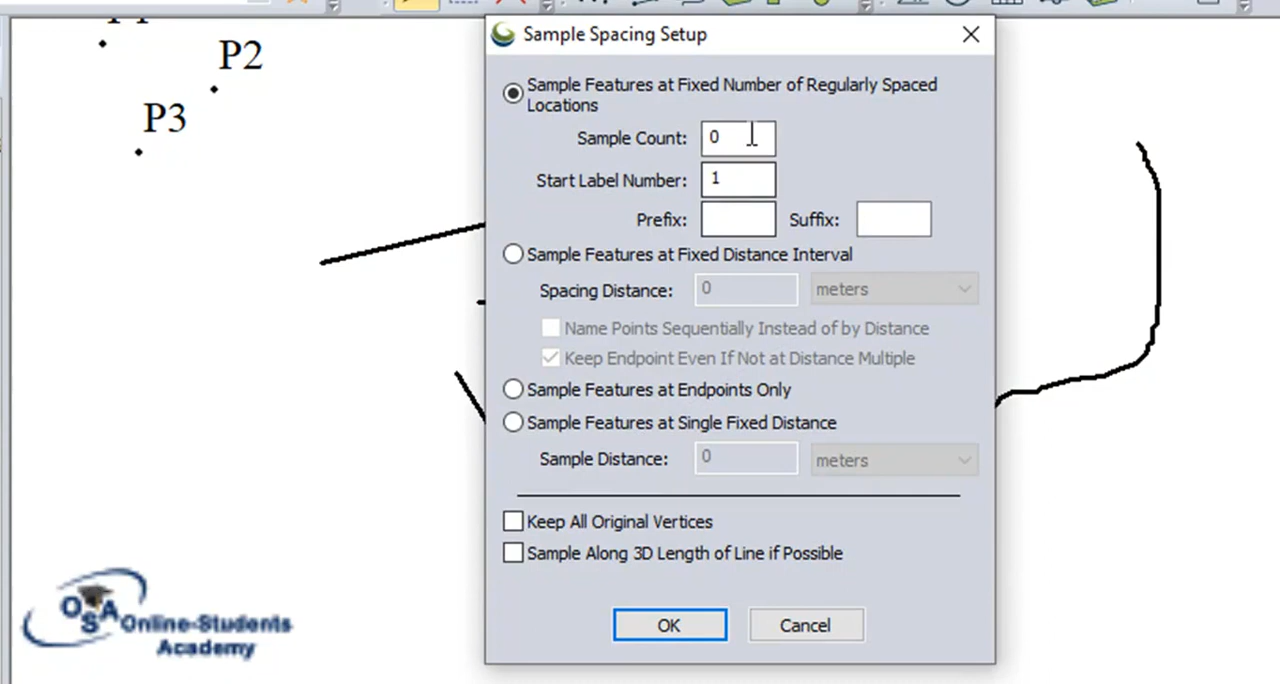 P2
P3
Sample Spacing Setup
Sample Features at Fixed Number of Regularly Spaced
Locations
Sample Count: 0
Start Label Number: 1
Prefix: Suffix:
Sample Features at Fixed Distance Interval
Spacing Distance: 0 meters
Name Points Sequentially Instead of by Distance
Keep Endpoint Even If Not at Distance Multiple
Sample Features at Endpoints Only
Sample Features at Single Fixed Distance
Sample Distance: 0 meters
Keep All Original Vertices
Sample Along 3D Length of Line if Possible
OK Cancel
OSA Online-Students
Academy